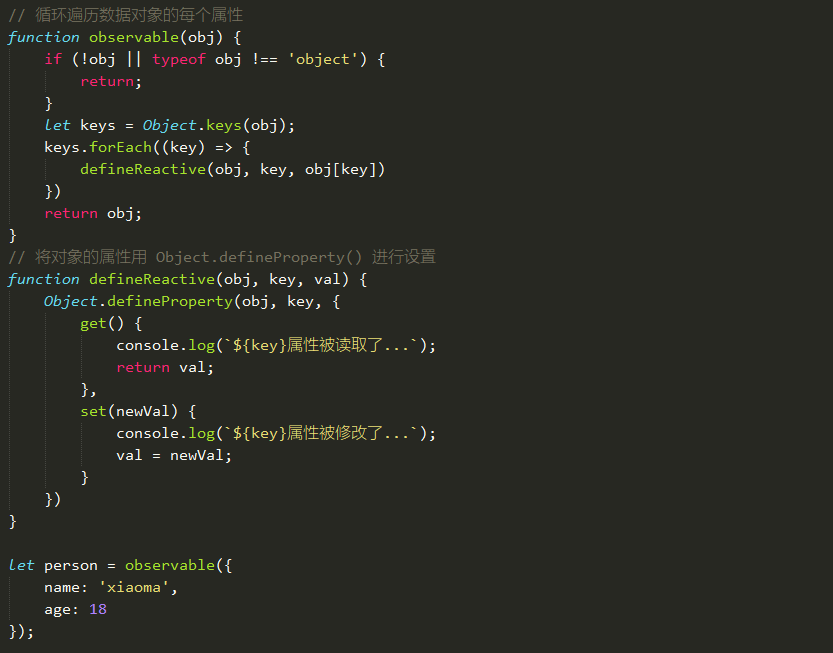 // 循环遍历数据对象的每个属性
function observable(obj) {
    if (!obj || typeof obj !== 'object') {
        return;
    }
    let keys = Object.keys(obj);
    keys.forEach((key) => {
        defineReactive(obj, key, obj[key])
    })
    return obj;
}
// 将对象的属性用 Object.defineProperty() 进行设置
function defineReactive(obj, key, val) {
    Object.defineProperty(obj, key, {
        get() {
            console.log(`${key}属性被读取了...`);
            return val;
        },
        set(newVal) {
            console.log(`${key}属性被修改了...`);
            val = newVal;
        }
    })
}

let person = observable({
    name: 'xiaoma',
    age: 18
});